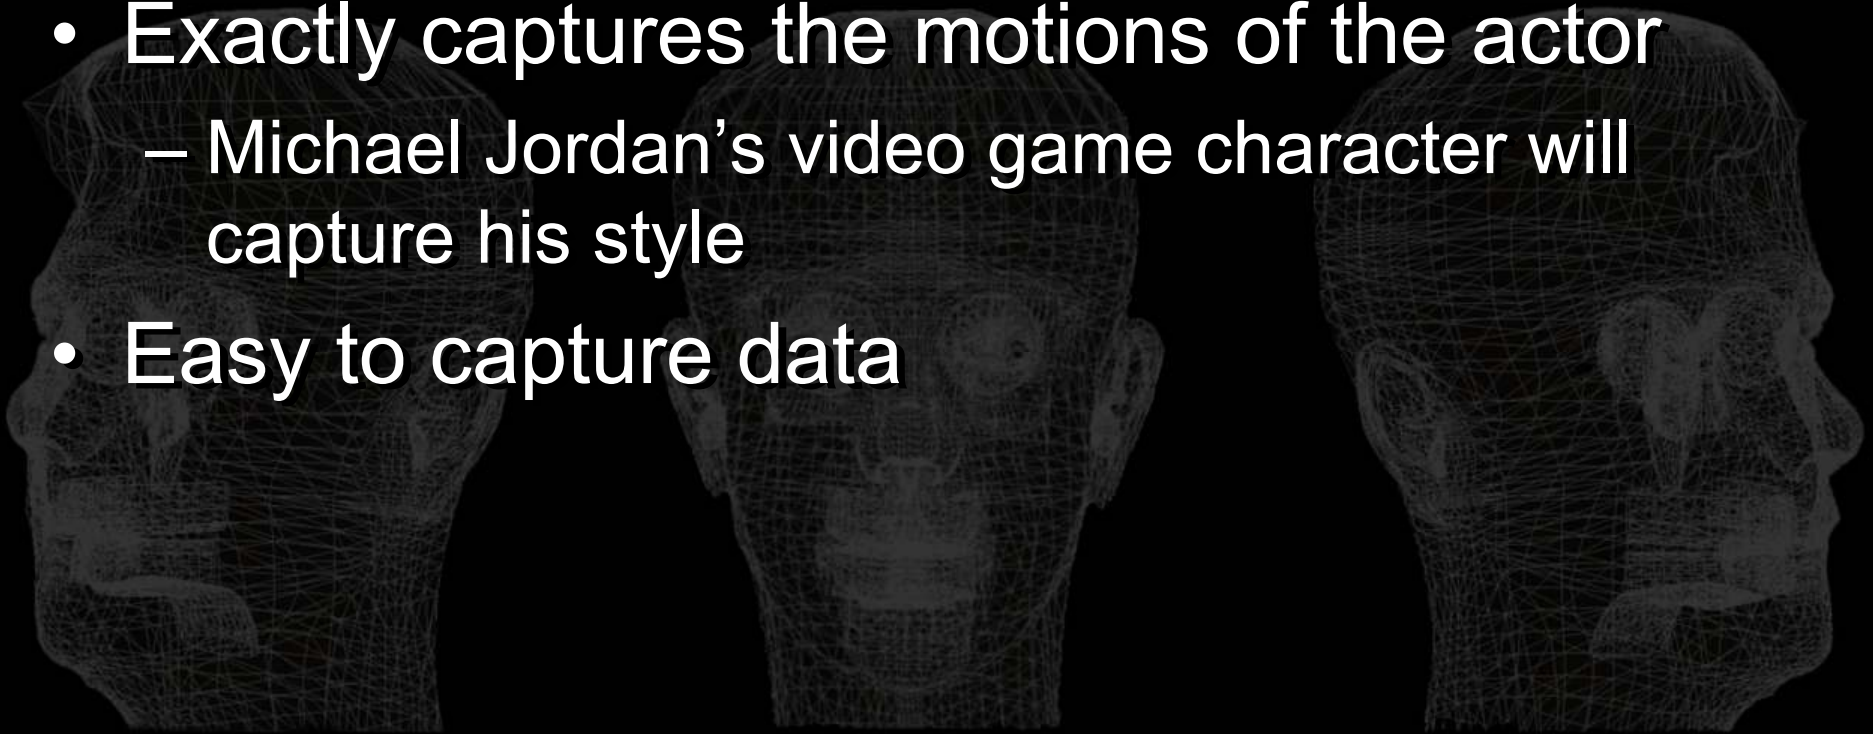 • Exactly captures the motions of the actor
– Michael Jordan’s video game character will
capture his style
• Easy to capture data